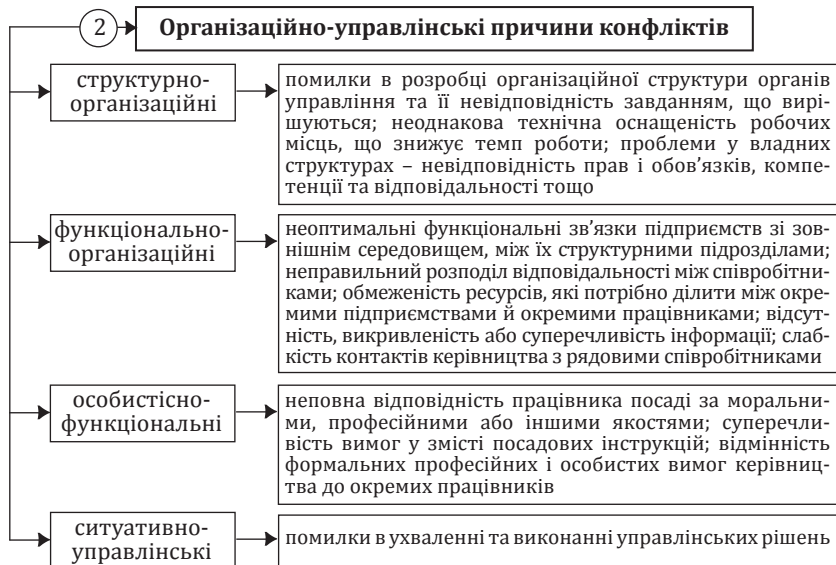 2
Організаційно-управлінські причини конфліктів
структурно-
організаційні
помилки в розробці організаційної структури органів
управління та її невідповідність завданням, що вирі-
шуються; неоднакова технічна оснащеність робочих
місць, що знижує темп роботи; проблеми у владних
структурах – невідповідність прав і обов’язків, компе-
тенції та відповідальності тощо
функціонально-
організаційні
неоптимальні функціональні зв’язки підприємств зі зов-
нішнім середовищем, між їх структурними підрозділами;
неправильний розподіл відповідальності між співробітни-
ками; обмеженість ресурсів, які потрібно ділити між окре-
мими підприємствами й окремими працівниками; відсут-
ність, викривленість або суперечливість інформації; слаб-
кість контактів керівництва з рядовими співробітниками
особистісно-
функціональні
неповна відповідність працівника посаді за моральни-
ми, професійними або іншими якостями; суперечли-
вість вимог у змісті посадових інструкцій; відмінність
формальних професійних і особистих вимог керівниц-
тва до окремих працівників
ситуативно-
управлінські
помилки в ухваленні та виконанні управлінських рішень